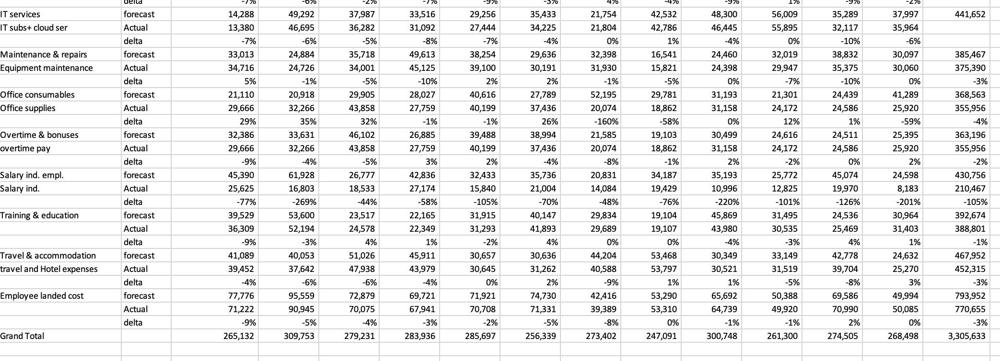 delta -7% -6% -2% -7% -9% -3% 4% -4% -9% 1% -9% -2%
IT services forecast 14,288 49,292 37,987 33,516 29,256 35,433 21,754 42,532 48,300 56,009 35,289 37,997 441,652
IT subs+ cloud ser Actual 13,380 46,695 36,282 31,092 27,444 34,225 21,804 42,786 46,445 55,895 32,117 35,964
delta -7% -6% -5% -8% -7% -4% 0% 1% -4% 0% -10% -6%
Maintenance & repairs forecast 33,013 24,884 35,718 49,613 38,254 29,636 32,398 16,541 24,460 32,019 38,832 30,097 385,467
Equipment maintenance Actual 34,716 24,726 34,001 45,125 39,100 30,191 31,930 15,821 24,398 29,947 35,375 30,060 375,390
delta 5% -1% -5% -10% 2% 2% -1% -5% 0% -7% -10% 0% -3%
Office consumables forecast 21,110 20,918 29,905 28,027 40,616 27,789 52,195 29,781 31,193 21,301 24,439 41,289 368,563
Office supplies Actual 29,666 32,266 43,858 27,759 40,199 37,436 20,074 18,862 31,158 24,172 24,586 25,920 355,956
delta 29% 35% 32% -1% -1% 26% -160% -58% 0% 12% 1% -59% -4%
Overtime & bonuses forecast 32,386 33,631 46,102 26,885 39,488 38,994 21,585 19,103 30,499 24,616 24,511 25,395 363,196
overtime pay Actual 29,666 32,266 43,858 27,759 40,199 37,436 20,074 18,862 31,158 24,172 24,586 25,920 355,956
delta -9% -4% -5% 3% 2% -4% -8% -1% 2% -2% 0% 2% -2%
Salary ind. empl. forecast 45,390 61,928 26,777 42,836 32,433 35,736 20,831 34,187 35,193 25,772 45,074 24,598 430,756
Salary ind. Actual 25,625 16,803 18,533 27,174 15,840 21,004 14,084 19,429 10,996 12,825 19,970 8,183 210,467
delta -77% -269% -44% -58% -105% -70% -48% -76% -220% -101% -126% -201% -105%
Training & education forecast 39,529 53,600 23,517 22,165 31,915 40,147 29,834 19,104 45,869 31,495 24,536 30,964 392,674
Actual 36,309 52,194 24,578 22,349 31,293 41,893 29,689 19,107 43,980 30,535 25,469 31,403 388,801
delta -9% -3% 4% 1% -2% 4% 0% 0% -4% -3% 4% 1% -1%
Travel & accommodation forecast 41,089 40,053 51,026 45,911 30,657 30,636 44,204 53,468 30,349 33,149 42,778 24,632 467,952
travel and Hotel expenses Actual 39,452 37,642 47,938 43,979 30,645 31,262 40,588 53,797 30,521 31,519 39,704 25,270 452,315
delta -4% -6% -6% -4% 0% 2% -9% 1% 1% -5% -8% 3% -3%
Employee landed cost forecast 77,776 95,559 72,879 69,721 71,921 74,730 42,416 53,290 65,692 50,388 69,586 49,994 793,952
Actual 71,222 90,945 70,075 67,941 70,708 71,331 39,389 53,310 64,739 49,920 70,990 50,085 770,655
delta -9% -5% -4% -3% -2% -5% -8% 0% -1% -1% 2% 0% -3%
Grand Total 265,132 309,753 279,231 283,936 285,697 256,339 273,402 247,091 300,748 261,300 274,505 268,498 3,305,633